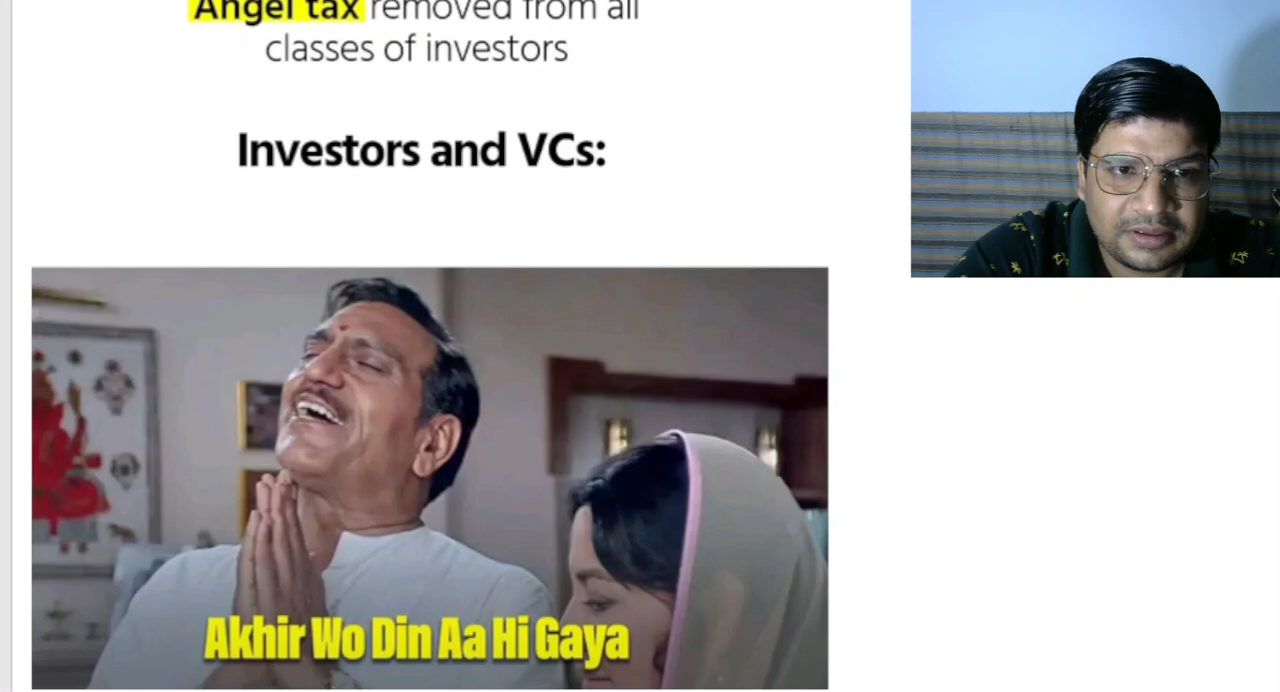 Angel tax removed from all
classes of investors
Investors and VCs:
Akhir Wo Din Aa Hi Gaya